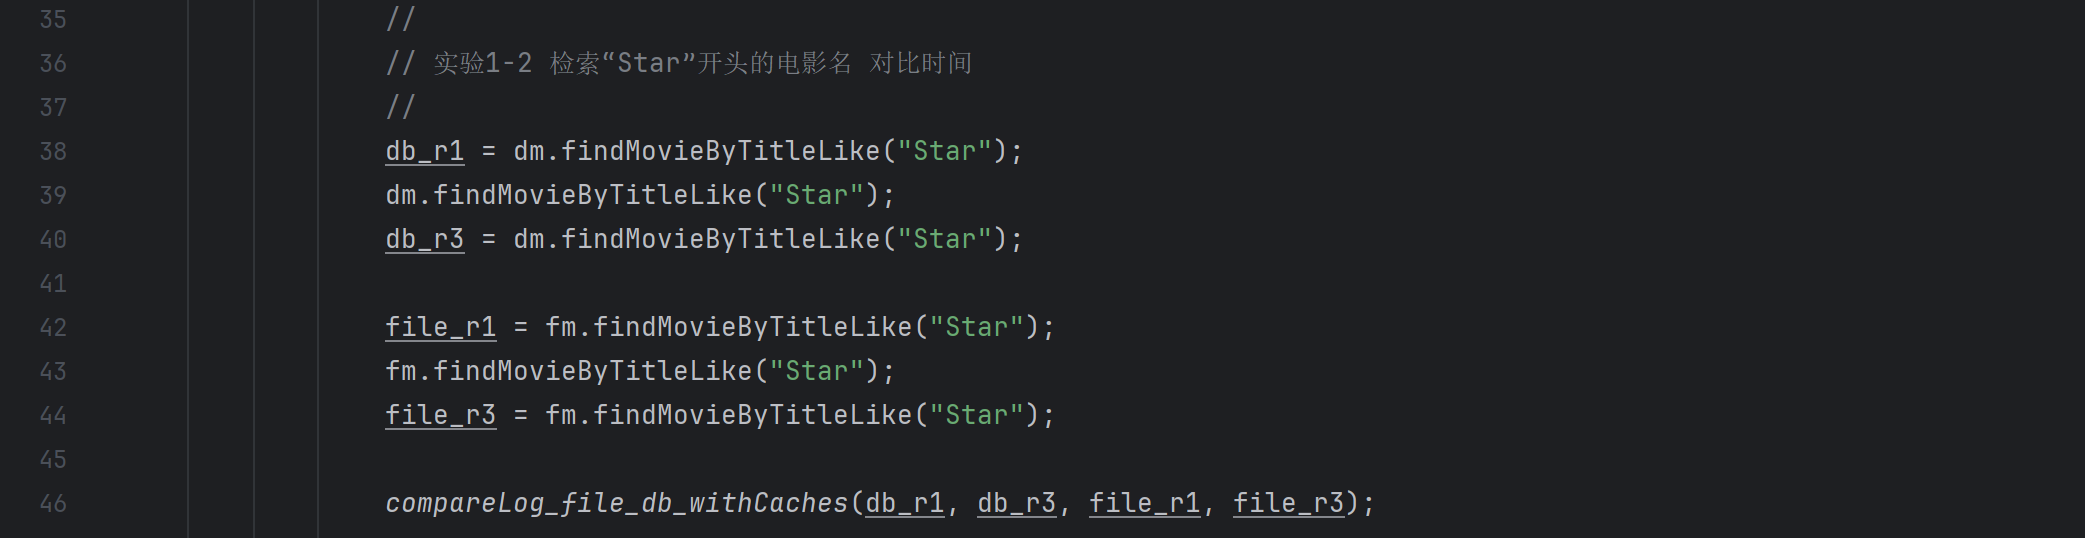 35 //
36 // 实验1-2 检索“Star”开头的电影名 对比时间
37 //
38 db_r1 = dm.findMovieByTitleLike("Star");
39 dm.findMovieByTitleLike("Star");
40 db_r3 = dm.findMovieByTitleLike("Star");
41
42 file_r1 = fm.findMovieByTitleLike("Star");
43 fm.findMovieByTitleLike("Star");
44 file_r3 = fm.findMovieByTitleLike("Star");
45
46 compareLog_file_db_withCaches(db_r1, db_r3, file_r1, file_r3);